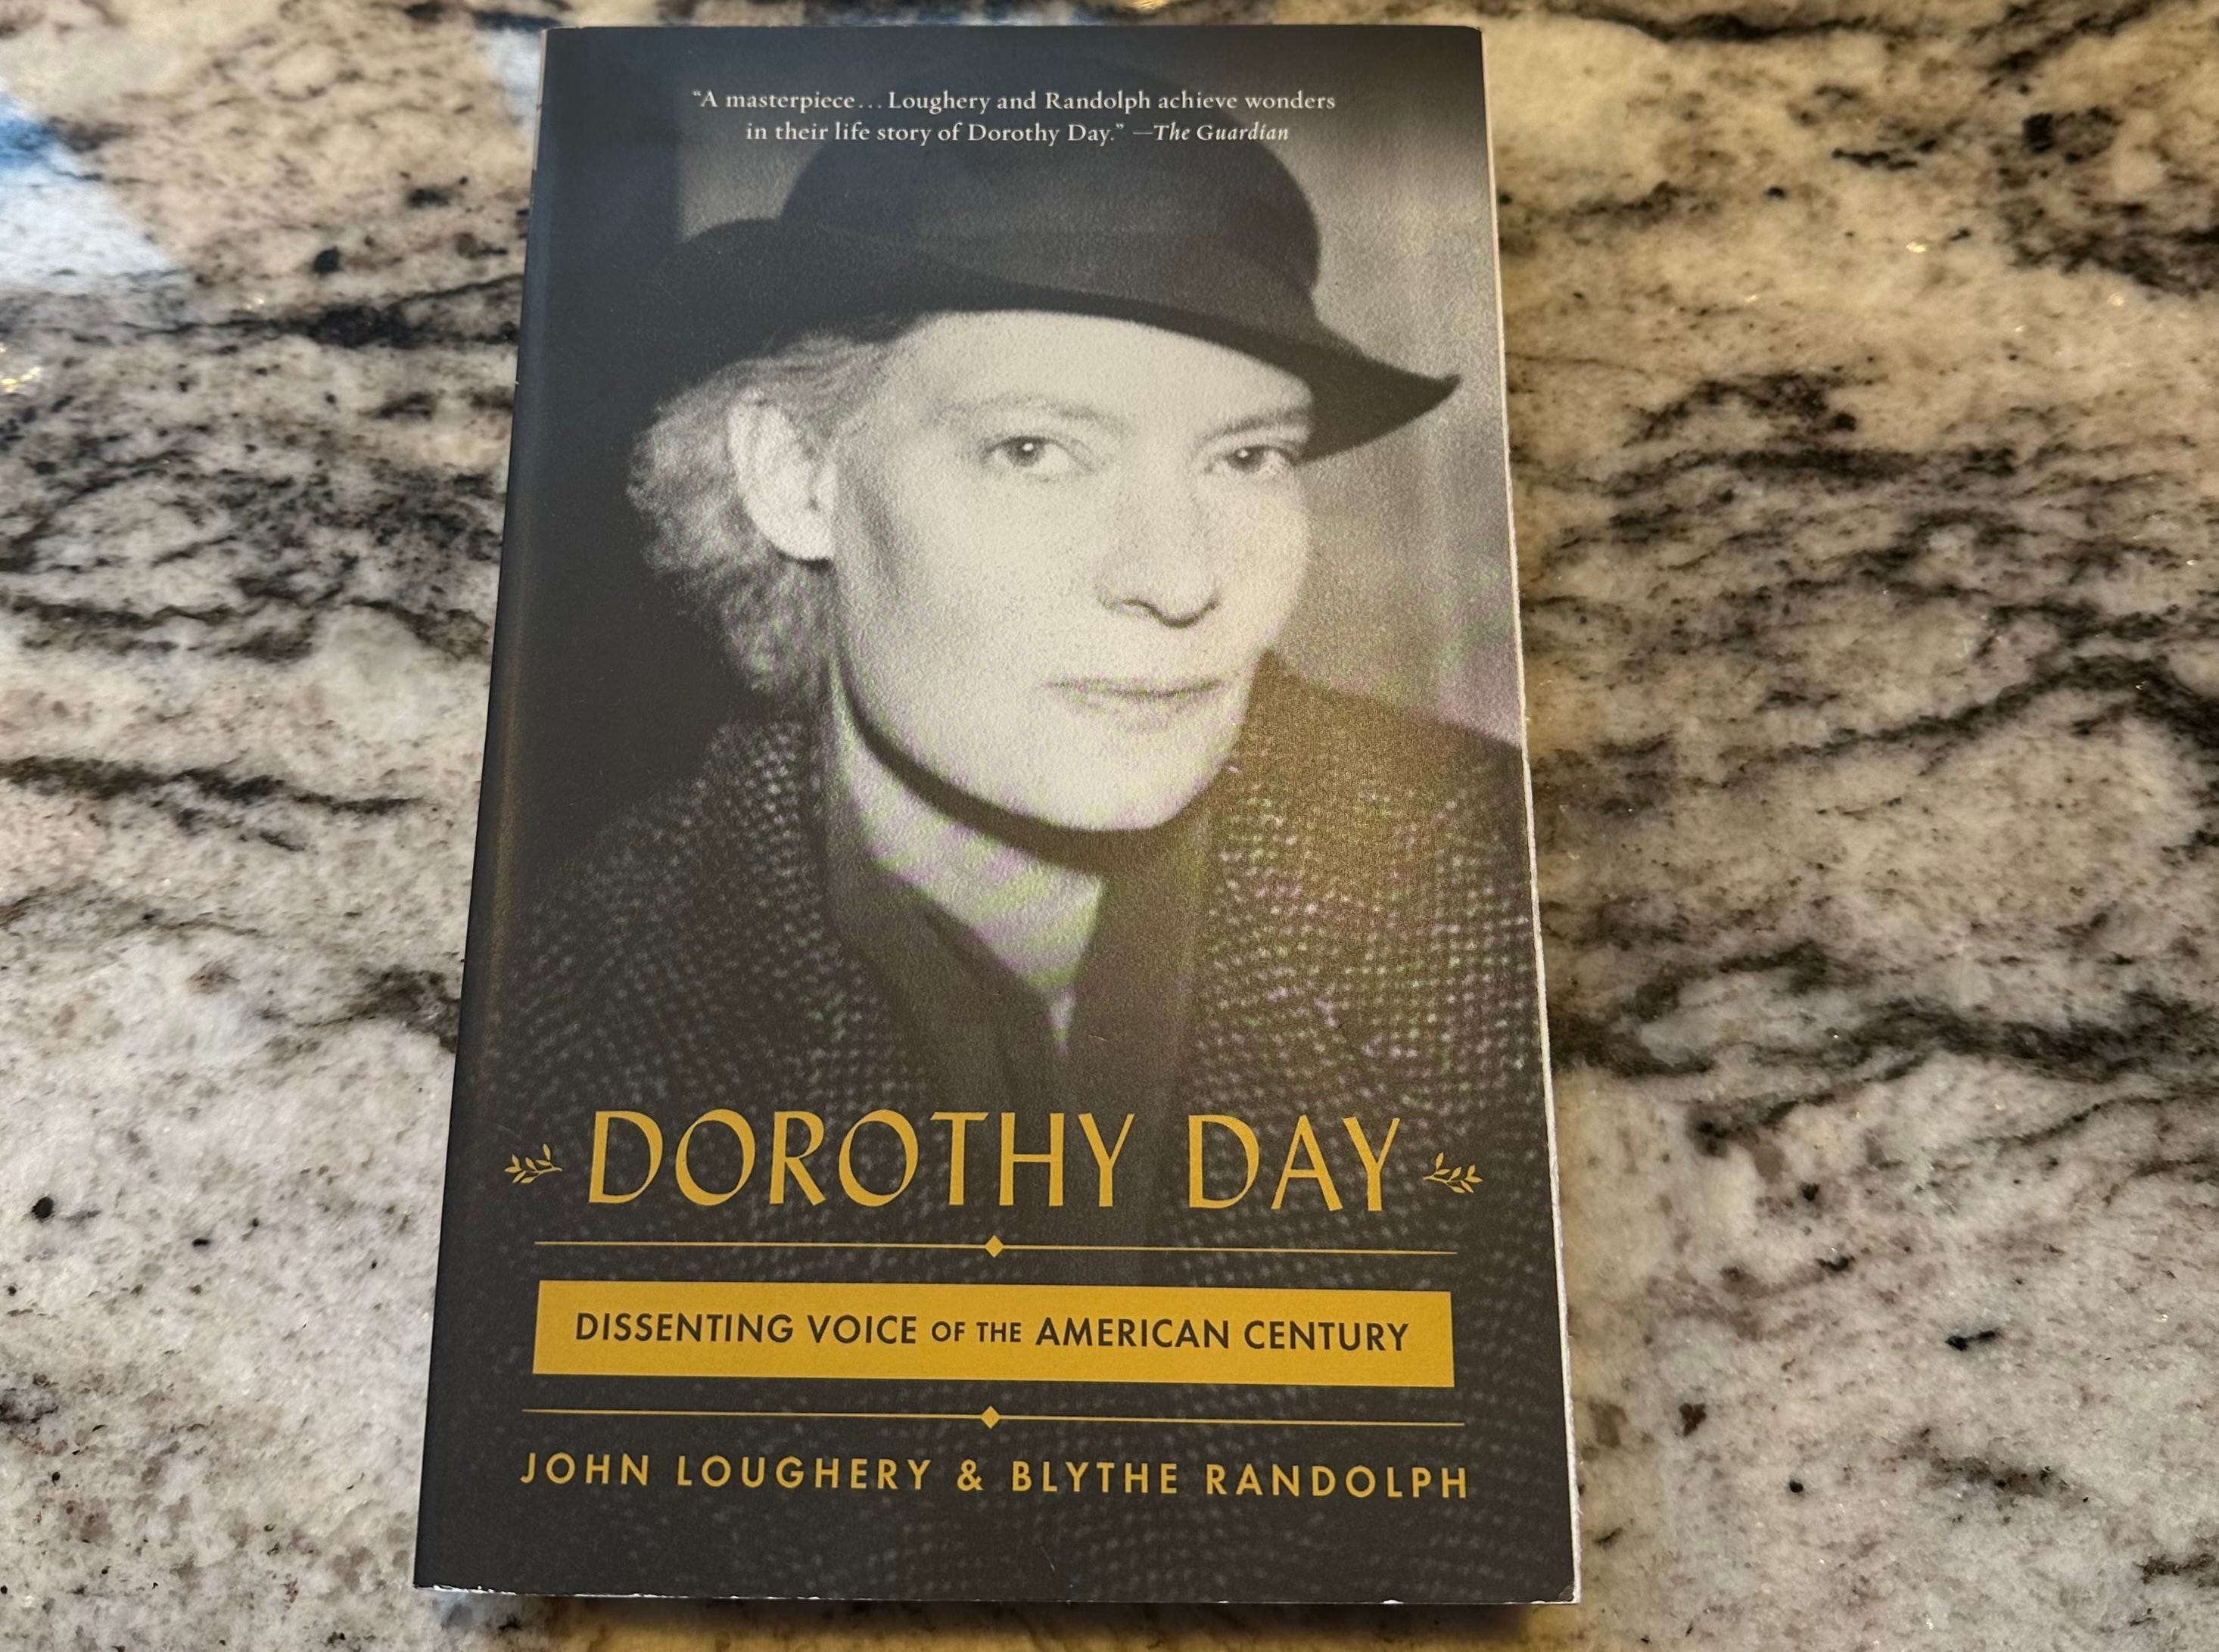 “A masterpiece...Loughery and Randolph achieve wonders
in their life story of Dorothy Day.” —The Guardian
DOROTHY DAY
DISSENTING VOICE OF THE AMERICAN CENTURY
JOHN LOUGHERY & BLYTHE RANDOLPH